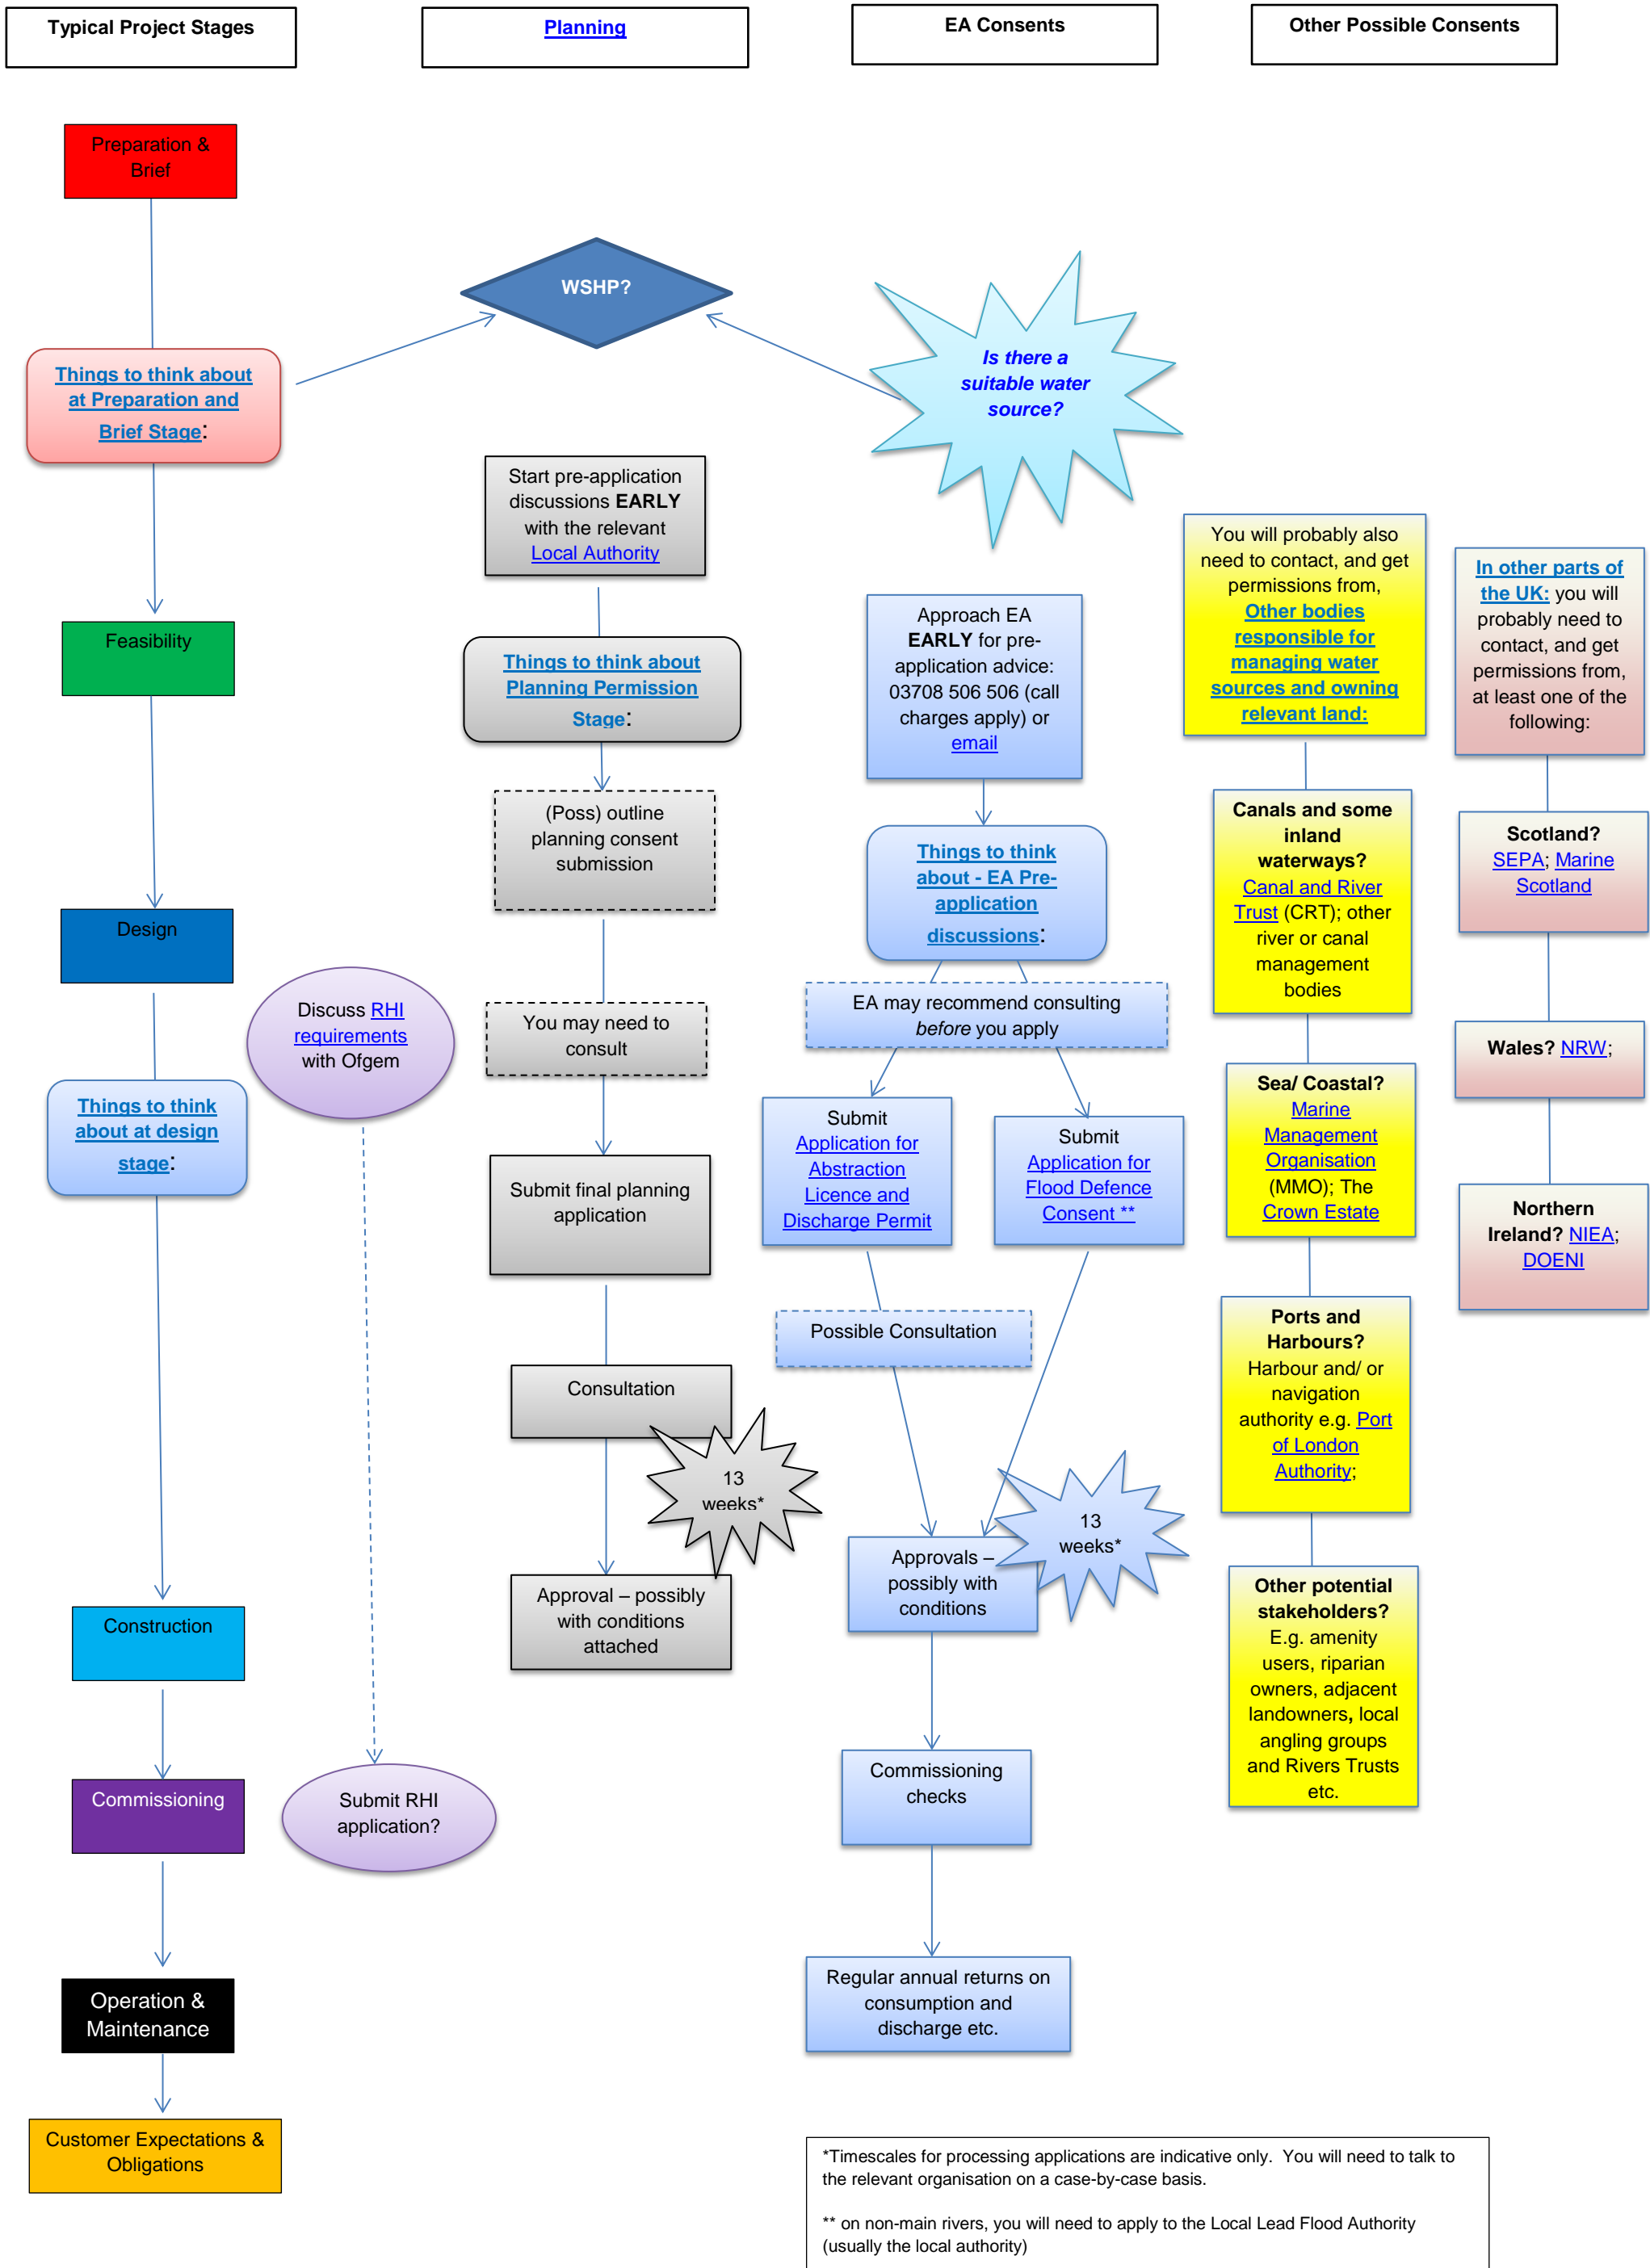 Typical Project Stages
Planning
EA Consents
Other Possible Consents
Preparation &
Brief
Things to think about
at Preparation and
Brief Stage:
Feasibility
Design
Things to think
about at design
stage:
Construction
Commissioning
Operation &
Maintenance
Customer Expectations &
Obligations
Discuss RHI
requirements
with Ofgem
Submit RHI
application?
WSHP?
Start pre-application
discussions EARLY
with the relevant
Local Authority
Things to think about
Planning Permission
Stage:
(Poss) outline
planning consent
submission
You may need to
consult
Submit final planning
application
Consultation
13
weeks*
Approval – possibly
with conditions
attached
Is there a
suitable water
source?
Approach EA
EARLY for pre-
application advice:
03708 506 506 (call
charges apply) or
email
Things to think
about - EA Pre-
application
discussions:
EA may recommend consulting
before you apply
Submit
Application for
Abstraction
Licence and
Discharge Permit
Submit
Application for
Flood Defence
Consent **
Possible Consultation
13
weeks*
Approvals –
possibly with
conditions
Commissioning
checks
Regular annual returns on
consumption and
discharge etc.
You will probably also
need to contact, and get
permissions from,
Other bodies
responsible for
managing water
sources and owning
relevant land:
Canals and some
inland
waterways?
Canal and River
Trust (CRT); other
river or canal
management
bodies
Sea/ Coastal?
Marine
Management
Organisation
(MMO); The
Crown Estate
Ports and
Harbours?
Harbour and/ or
navigation
authority e.g. Port
of London
Authority;
Other potential
stakeholders?
E.g. amenity
users, riparian
owners, adjacent
landowners, local
angling groups
and Rivers Trusts
etc.
In other parts of
the UK: you will
probably need to
contact, and get
permissions from,
at least one of the
following:
Scotland?
SEPA; Marine
Scotland
Wales? NRW;
Northern
Ireland? NIEA;
DOENI
*Timescales for processing applications are indicative only. You will need to talk to
the relevant organisation on a case-by-case basis.
** on non-main rivers, you will need to apply to the Local Lead Flood Authority
(usually the local authority)